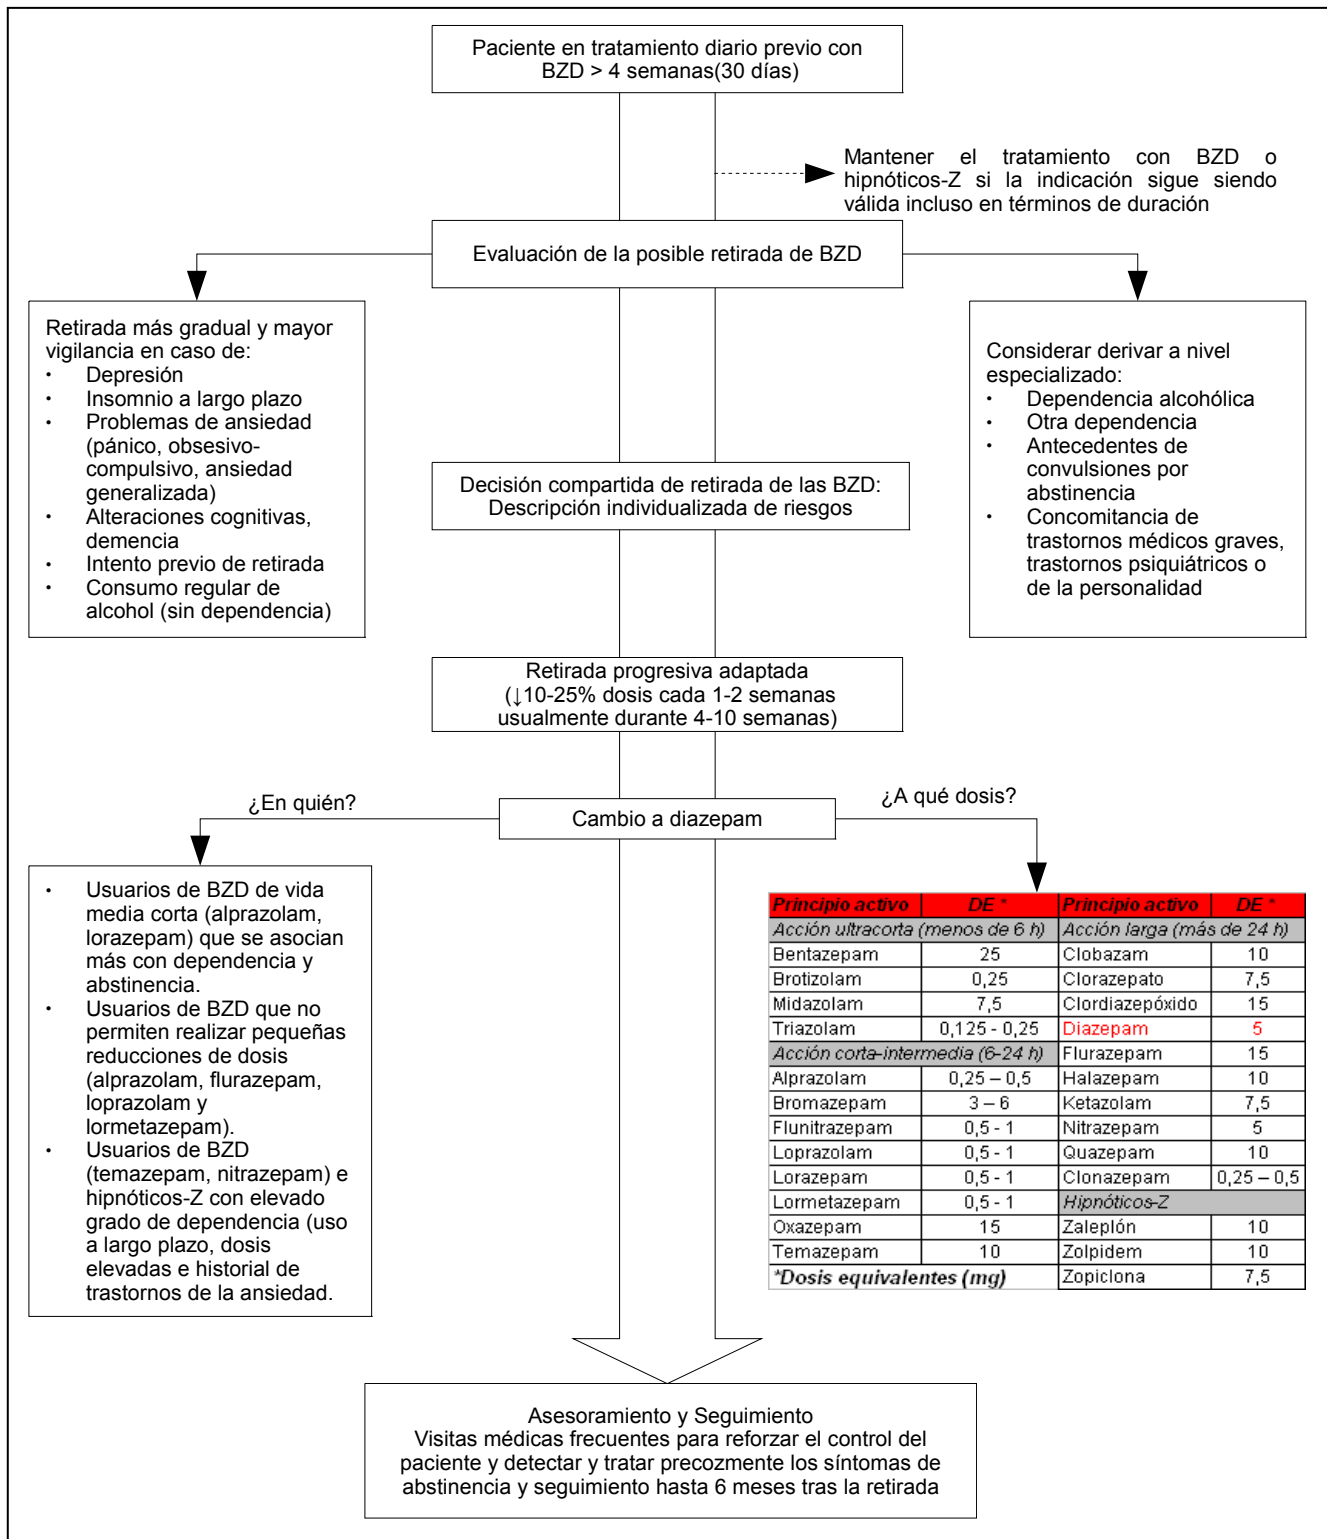 Paciente en tratamiento diario previo con
BZD > 4 semanas(30 días)
Mantener el tratamiento con BZD o
hipnóticos-Z si la indicación sigue siendo
válida incluso en términos de duración
Evaluación de la posible retirada de BZD
Retirada más gradual y mayor
vigilancia en caso de:
• Depresión
• Insomnio a largo plazo
• Problemas de ansiedad
(pánico, obsesivo-
compulsivo, ansiedad
generalizada)
• Alteraciones cognitivas,
demencia
• Intento previo de retirada
• Consumo regular de
alcohol (sin dependencia)
Considerar derivar a nivel
especializado:
• Dependencia alcohólica
• Otra dependencia
• Antecedentes de
convulsiones por
abstinencia
• Concomitancia de
trastornos médicos graves,
trastornos psiquiátricos o
de la personalidad
Decisión compartida de retirada de las BZD:
Descripción individualizada de riesgos
Retirada progresiva adaptada
(↓10-25% dosis cada 1-2 semanas
usualmente durante 4-10 semanas)
¿En quién?
Cambio a diazepam
¿A qué dosis?
• Usuarios de BZD de vida
media corta (alprazolam,
lorazepam) que se asocian
más con dependencia y
abstinencia.
• Usuarios de BZD que no
permiten realizar pequeñas
reducciones de dosis
(alprazolam, flurazepam,
loprazolam y
lormetazepam).
• Usuarios de BZD
(temazepam, nitrazepam) e
hipnóticos-Z con elevado
grado de dependencia (uso
a largo plazo, dosis
elevadas e historial de
trastornos de la ansiedad.
Principio activo DE * Principio activo DE *
Acción ultracorta (menos de 6 h) Acción larga (más de 24 h)
Bentazepam 25 Clobazam 10
Brotizolam 0,25 Clorazepato 7,5
Midazolam 7,5 Clordiazepóxido 15
Triazolam 0,125 - 0,25 Diazepam 5
Acción corta-intermedia (6-24 h) Flurazepam 15
Alprazolam 0,25 – 0,5 Halazepam 10
Bromazepam 3 – 6 Ketazolam 7,5
Flunitrazepam 0,5 - 1 Nitrazepam 5
Loprazolam 0,5 - 1 Quazepam 10
Lorazepam 0,5 - 1 Clonazepam 0,25 – 0,5
Lormetazepam 0,5 - 1 Hipnóticos-Z
Oxazepam 15 Zaleplón 10
Temazepam 10 Zolpidem 10
*Dosis equivalentes (mg) Zopiclona 7,5
Asesoramiento y Seguimiento
Visitas médicas frecuentes para reforzar el control del
paciente y detectar y tratar precozmente los síntomas de
abstinencia y seguimiento hasta 6 meses tras la retirada